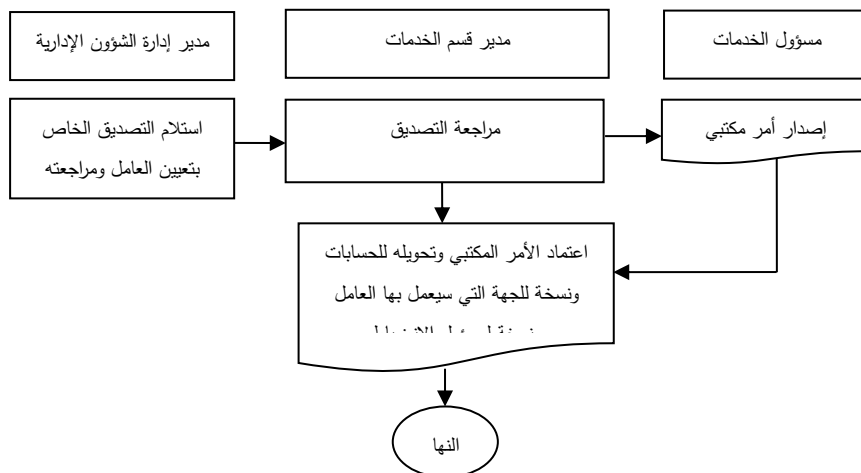 مدير إدارة الشؤون الإدارية
مدير قسم الخدمات
مسؤول الخدمات
استلام التصديق الخاص
بتعيين العامل ومراجعته
مراجعة التصديق
إصدار أمر مكتبي
اعتماد الأمر المكتبي وتحويله للحسابات
ونسخة للجهة التي سيعمل بها العامل
النها